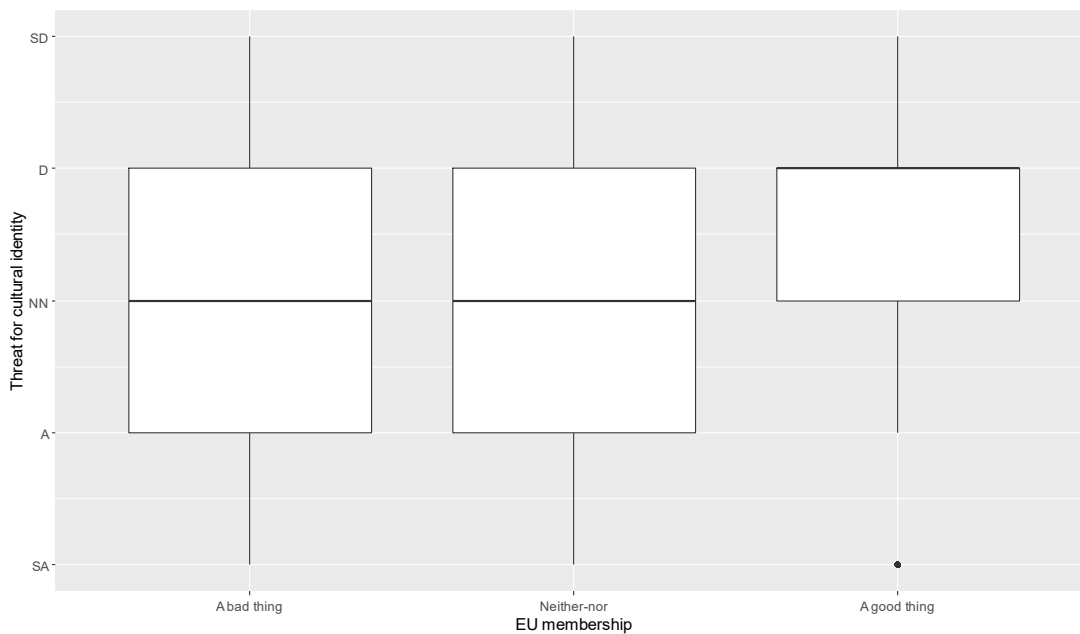 SD
D
NN
A
SA
Threat for cultural identity
A bad thing
Neither-nor
A good thing
EU membership